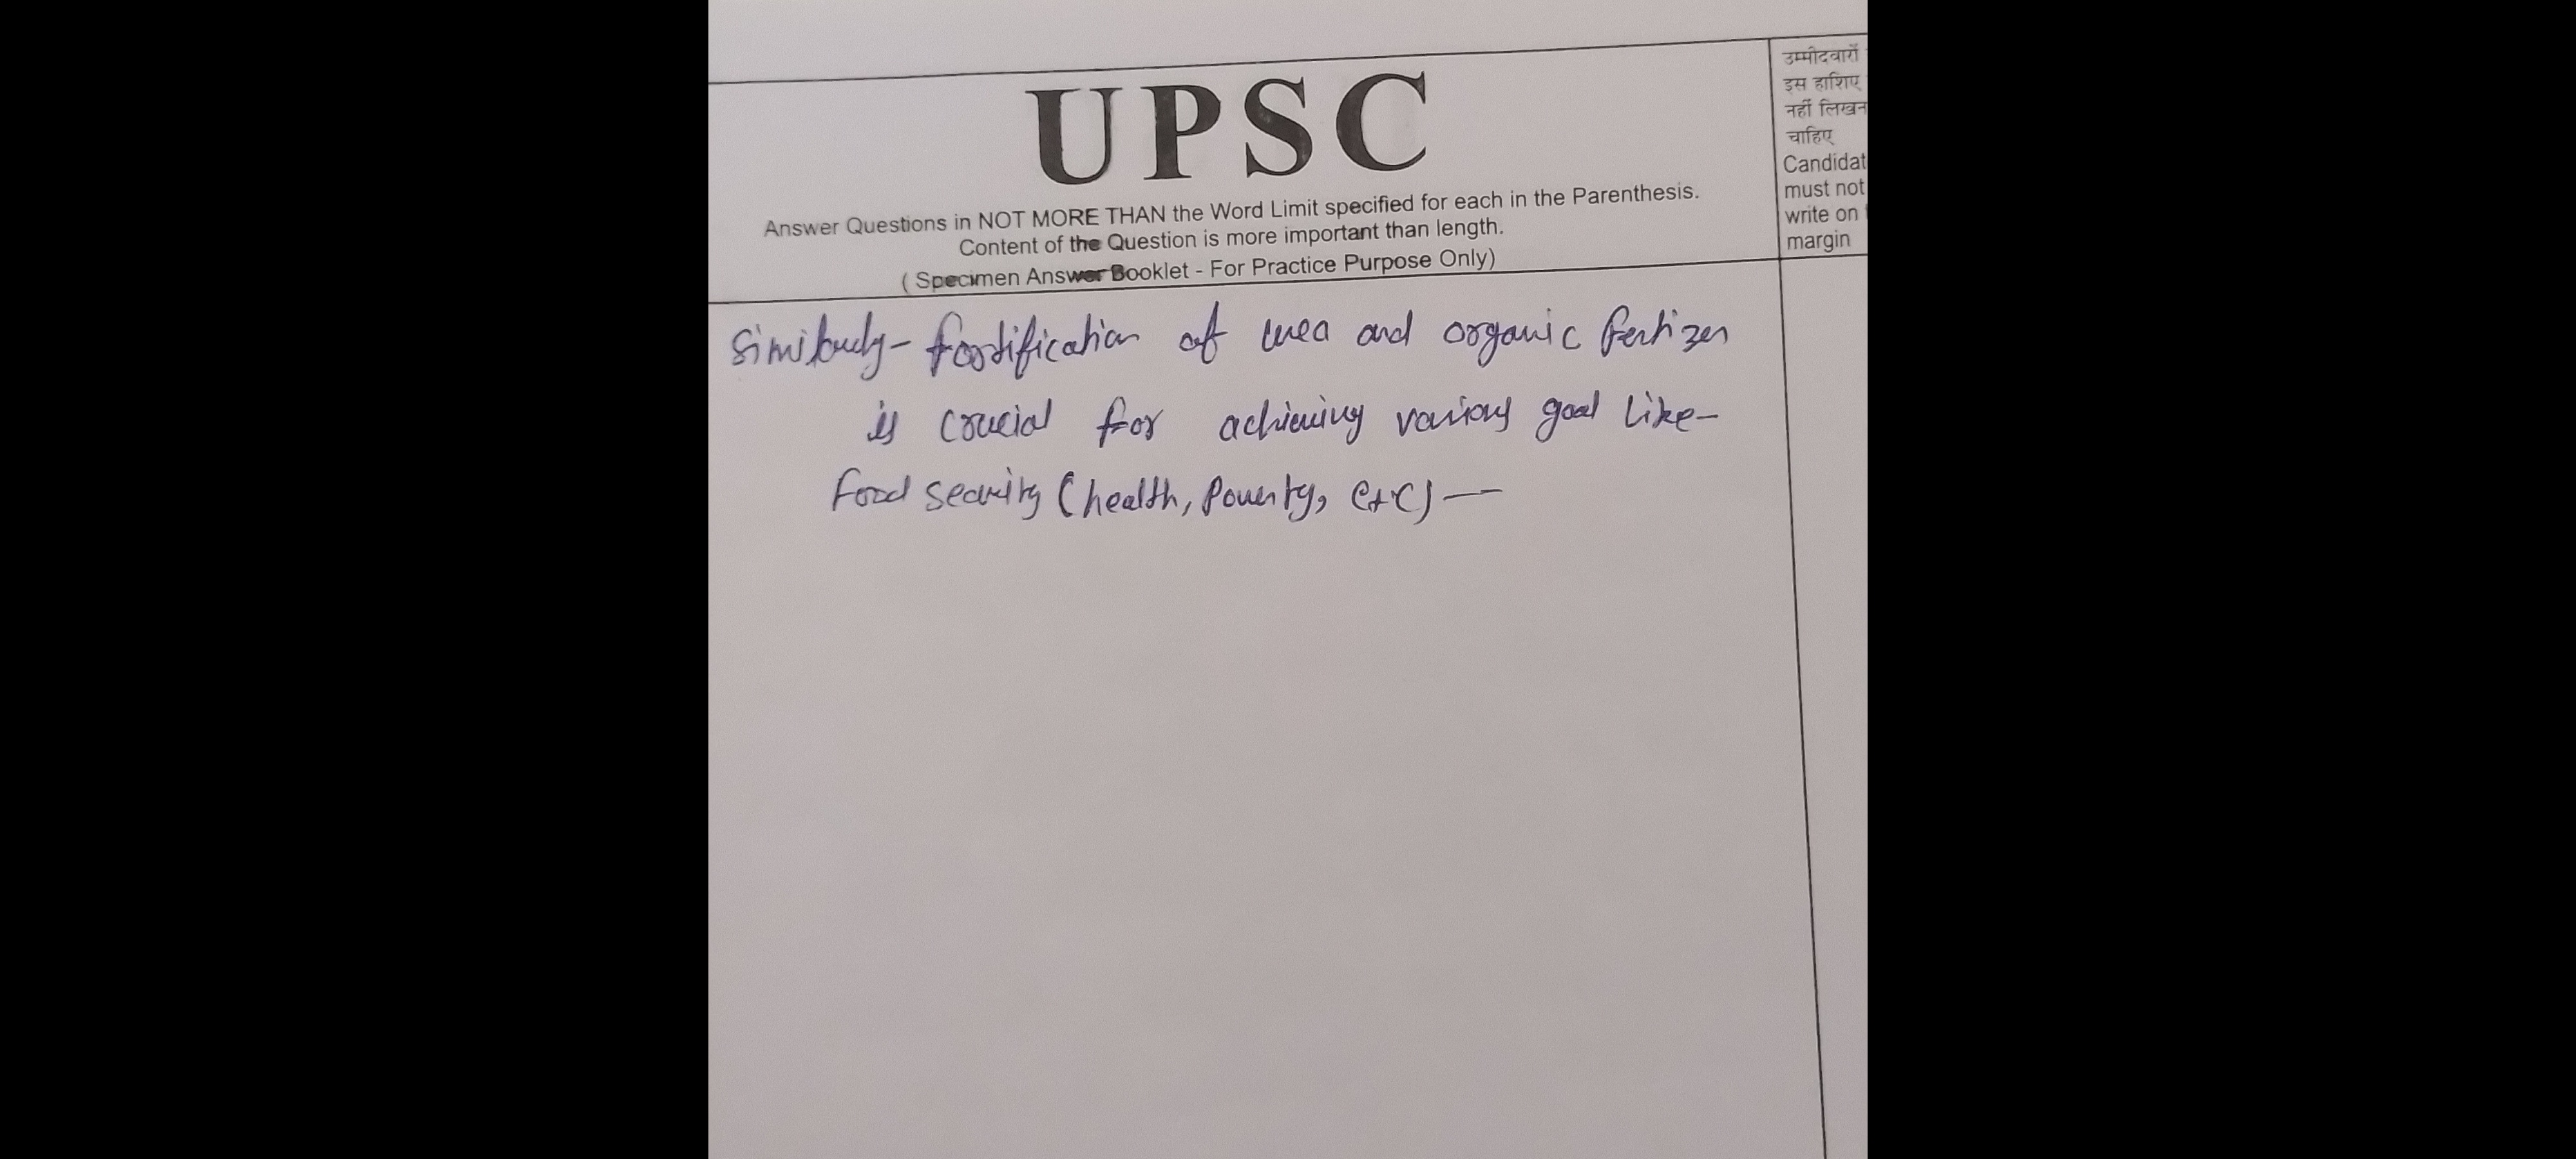 UPSC
Answer Questions in NOT MORE THAN the Word Limit specified for each in the Parenthesis.
Content of the Question is more important than length.
( Specimen Answer Booklet - For Practice Purpose Only)
उम्मीदवारों
इस हाशिए
नहीं लिखन
चाहिए
Candidat
must not
write on
margin
Similarly- fortification of urea and organic fertizer
is crucial for achieving various goal like-
Food security (health, Poverty, etc) —